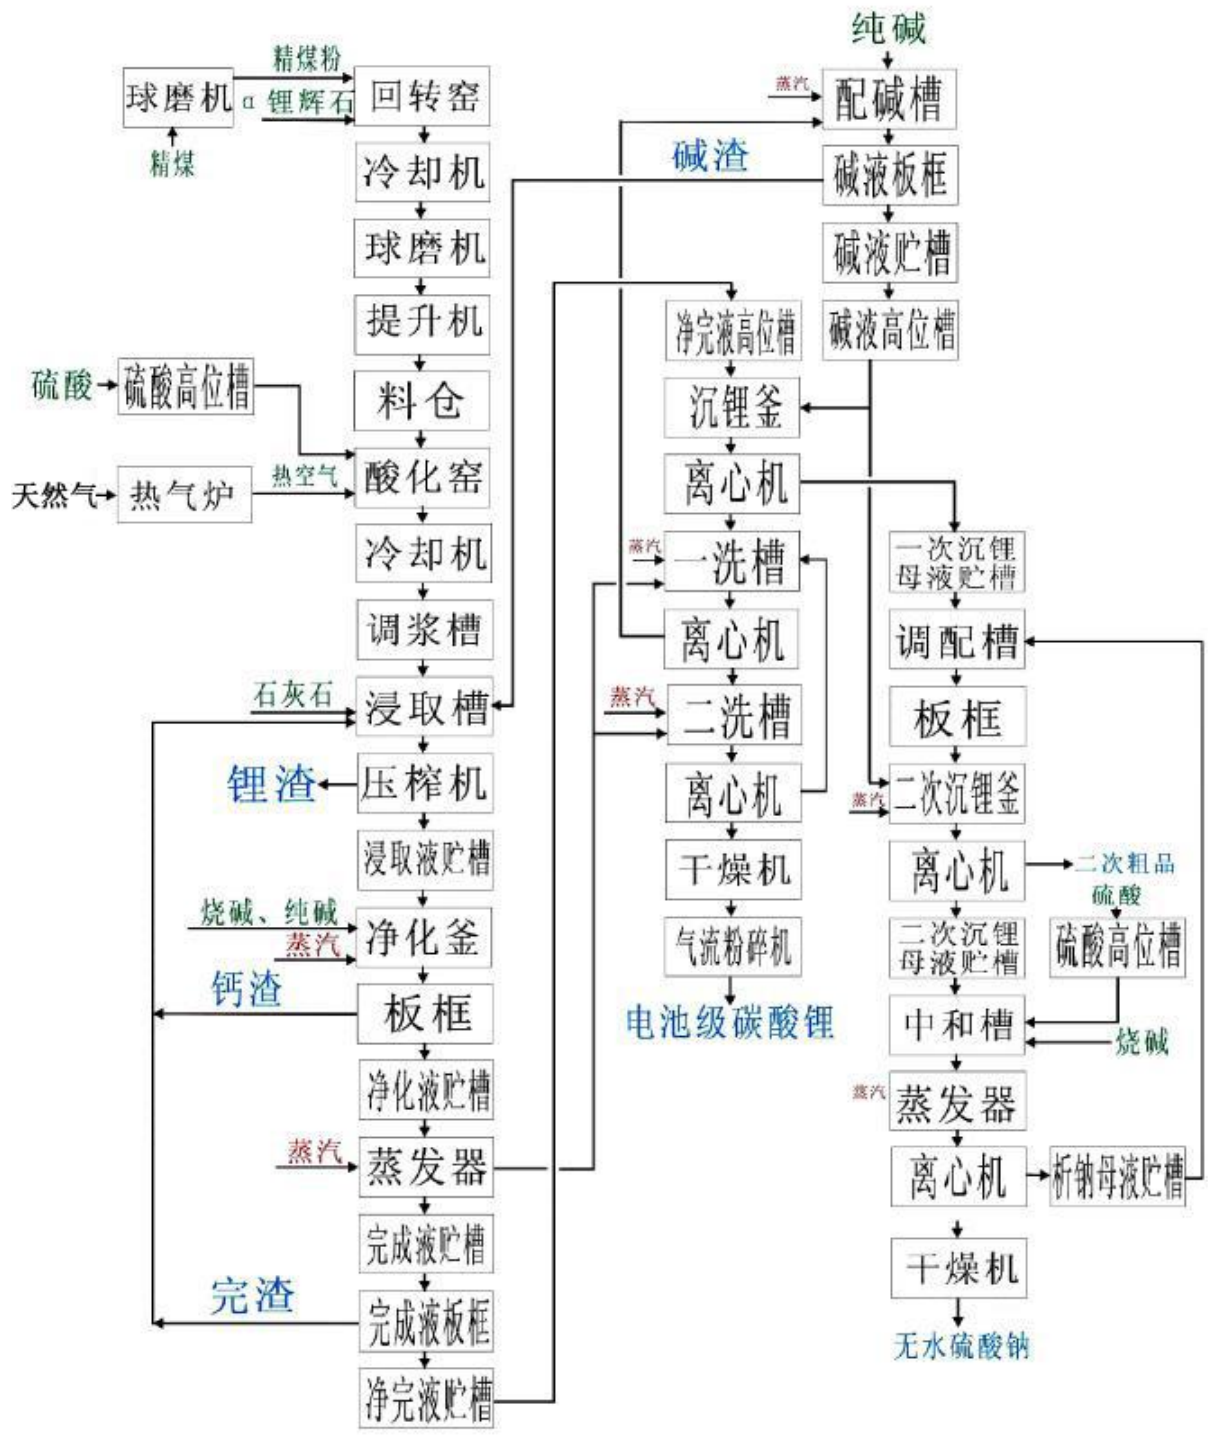 精煤粉
球磨机
α 锂辉石
精煤
回转窑
冷却机
球磨机
提升机
料仓
硫酸
硫酸高位槽
天然气
热气炉
热空气
酸化窑
冷却机
调浆槽
石灰石
浸取槽
锂渣
压榨机
浸取液贮槽
烧碱、纯碱
蒸汽
净化釜
钙渣
板框
净化液贮槽
蒸汽
蒸发器
完成液贮槽
完渣
完成液板框
净完液贮槽
净完液高位槽
沉锂釜
离心机
蒸汽
一洗槽
离心机
蒸汽
二洗槽
离心机
干燥机
气流粉碎机
电池级碳酸锂
纯碱
蒸汽
配碱槽
碱渣
碱液板框
碱液贮槽
碱液高位槽
一次沉锂
母液贮槽
调配槽
板框
蒸汽
二次沉锂釜
离心机
二次粗品
硫酸
硫酸高位槽
二次沉锂
母液贮槽
中和槽
烧碱
蒸汽
蒸发器
离心机
析钠母液贮槽
干燥机
无水硫酸钠